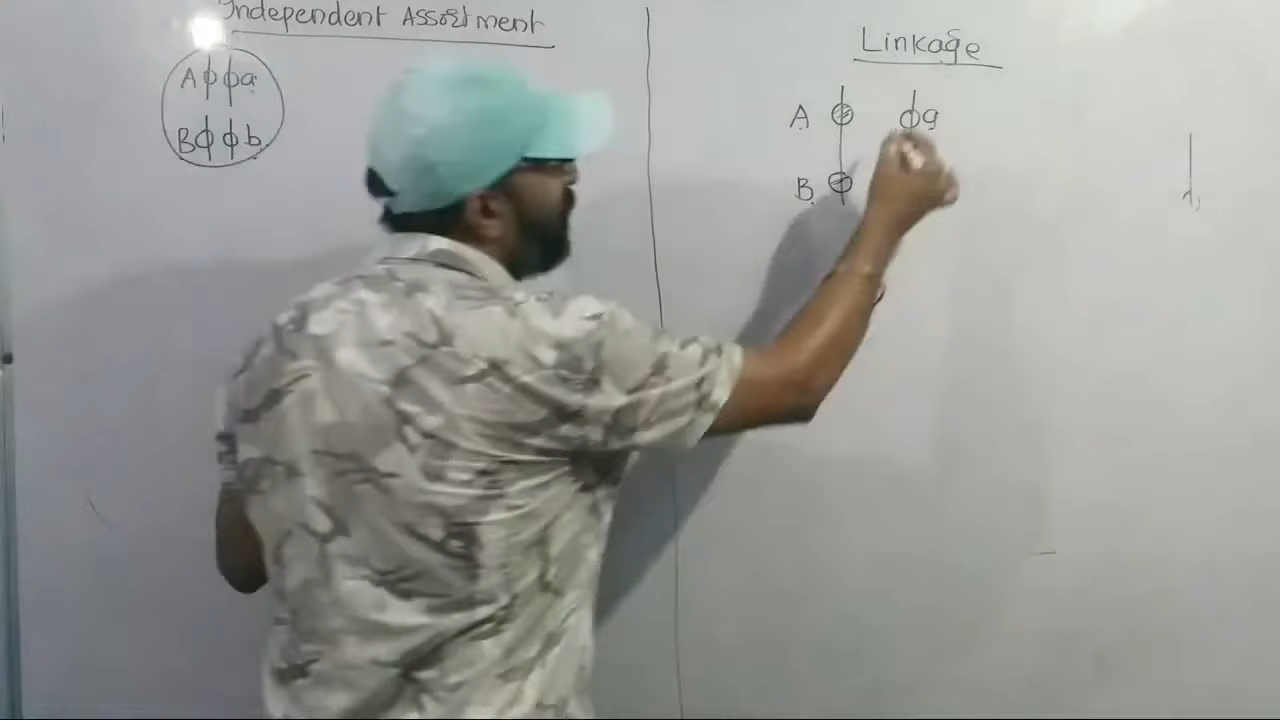 Independent Assortment
A a
B b
Linkage
A a
B